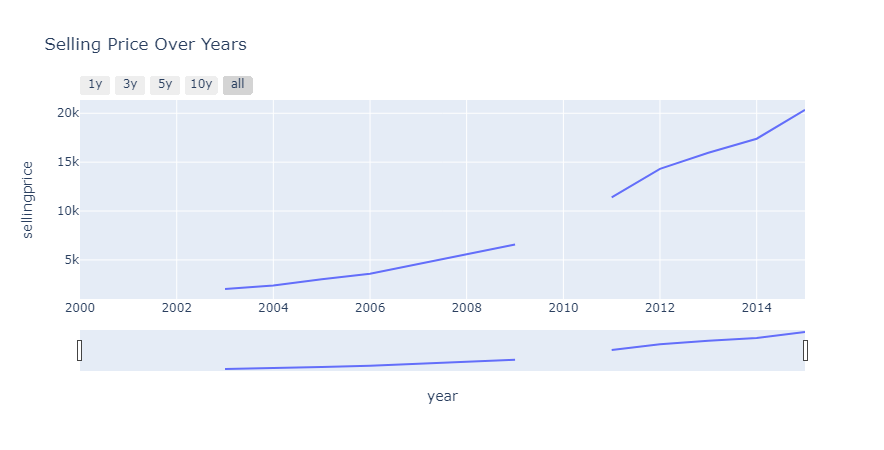 Selling Price Over Years
1y 3y 5y 10y all
20k
15k
10k
5k
sellingprice
2000 2002 2004 2006 2008 2010 2012 2014
year